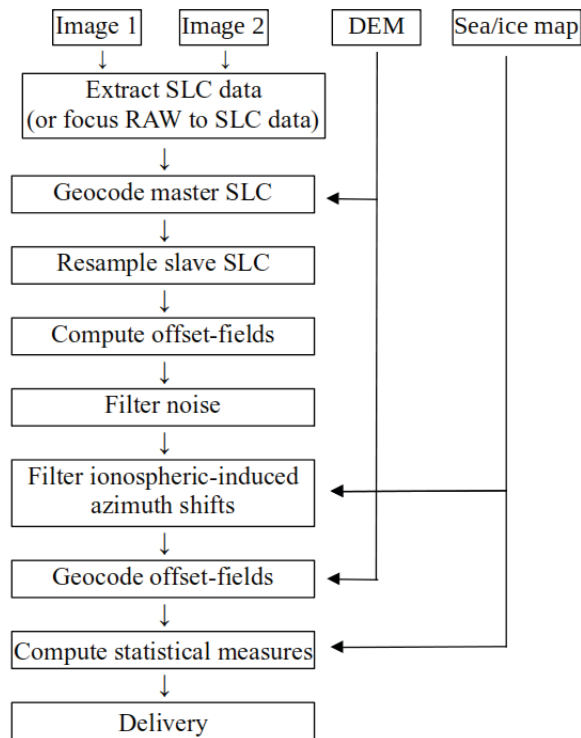 Image 1
Image 2
DEM
Sea/ice map
Extract SLC data
(or focus RAW to SLC data)
Geocode master SLC
Resample slave SLC
Compute offset-fields
Filter noise
Filter ionospheric-induced
azimuth shifts
Geocode offset-fields
Compute statistical measures
Delivery